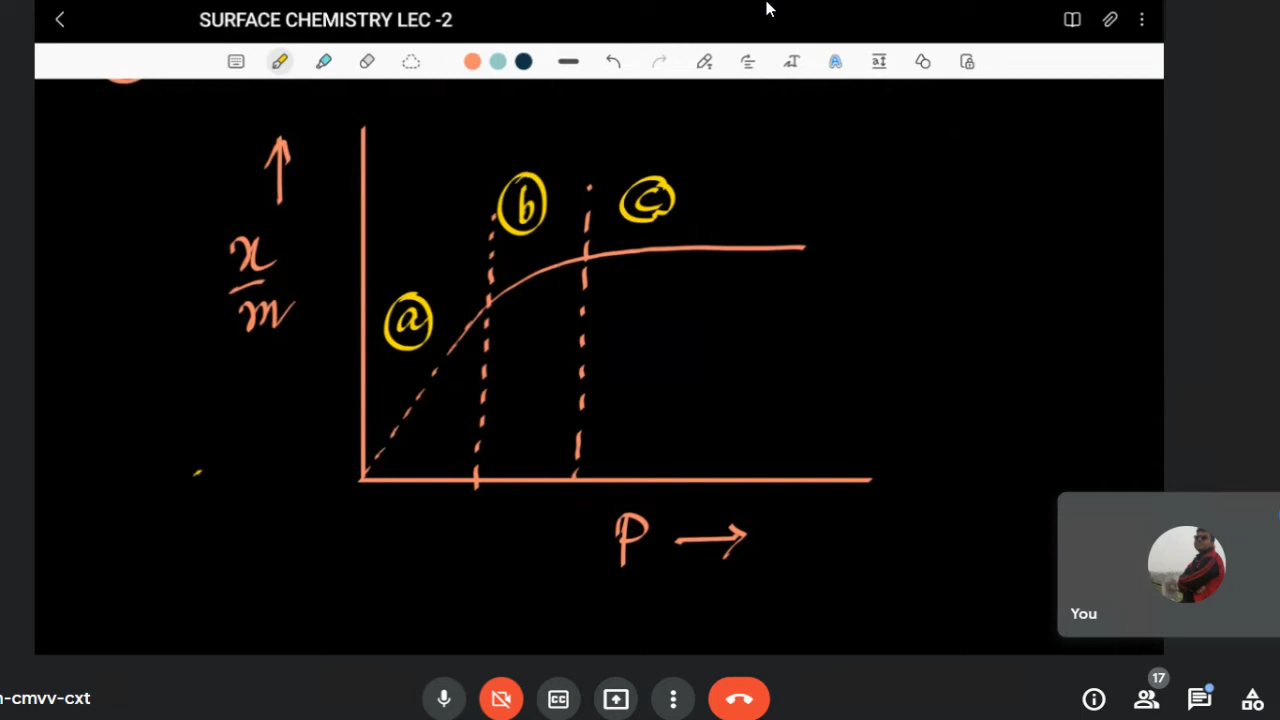 SURFACE CHEMISTRY LEC -2
b
c
x
m
a
P →
You
n-cmvv-cxt
17